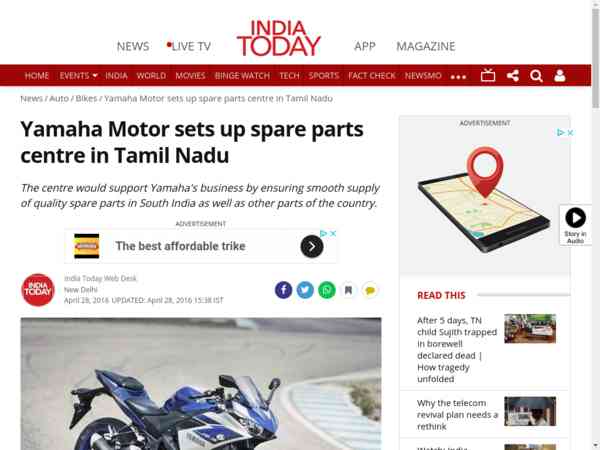 INDIA
TODAY
NEWS
LIVE TV
APP
MAGAZINE
HOME EVENTS INDIA WORLD MOVIES BINGE WATCH TECH SPORTS FACT CHECK NEWSMO
News / Auto / Bikes / Yamaha Motor sets up spare parts centre in Tamil Nadu
Yamaha Motor sets up spare parts
centre in Tamil Nadu
The centre would support Yamaha's business by ensuring smooth supply
of quality spare parts in South India as well as other parts of the country.
ADVERTISEMENT
The best affordable trike
INDIA
TODAY
India Today Web Desk
New Delhi
April 28, 2016 UPDATED: April 28, 2016 15:38 IST
YAMAHA
ADVERTISEMENT
Story in
Audio
READ THIS
After 5 days, TN
child Sujith trapped
in borewell
declared dead |
How tragedy
unfolded
Why the telecom
revival plan needs a
rethink